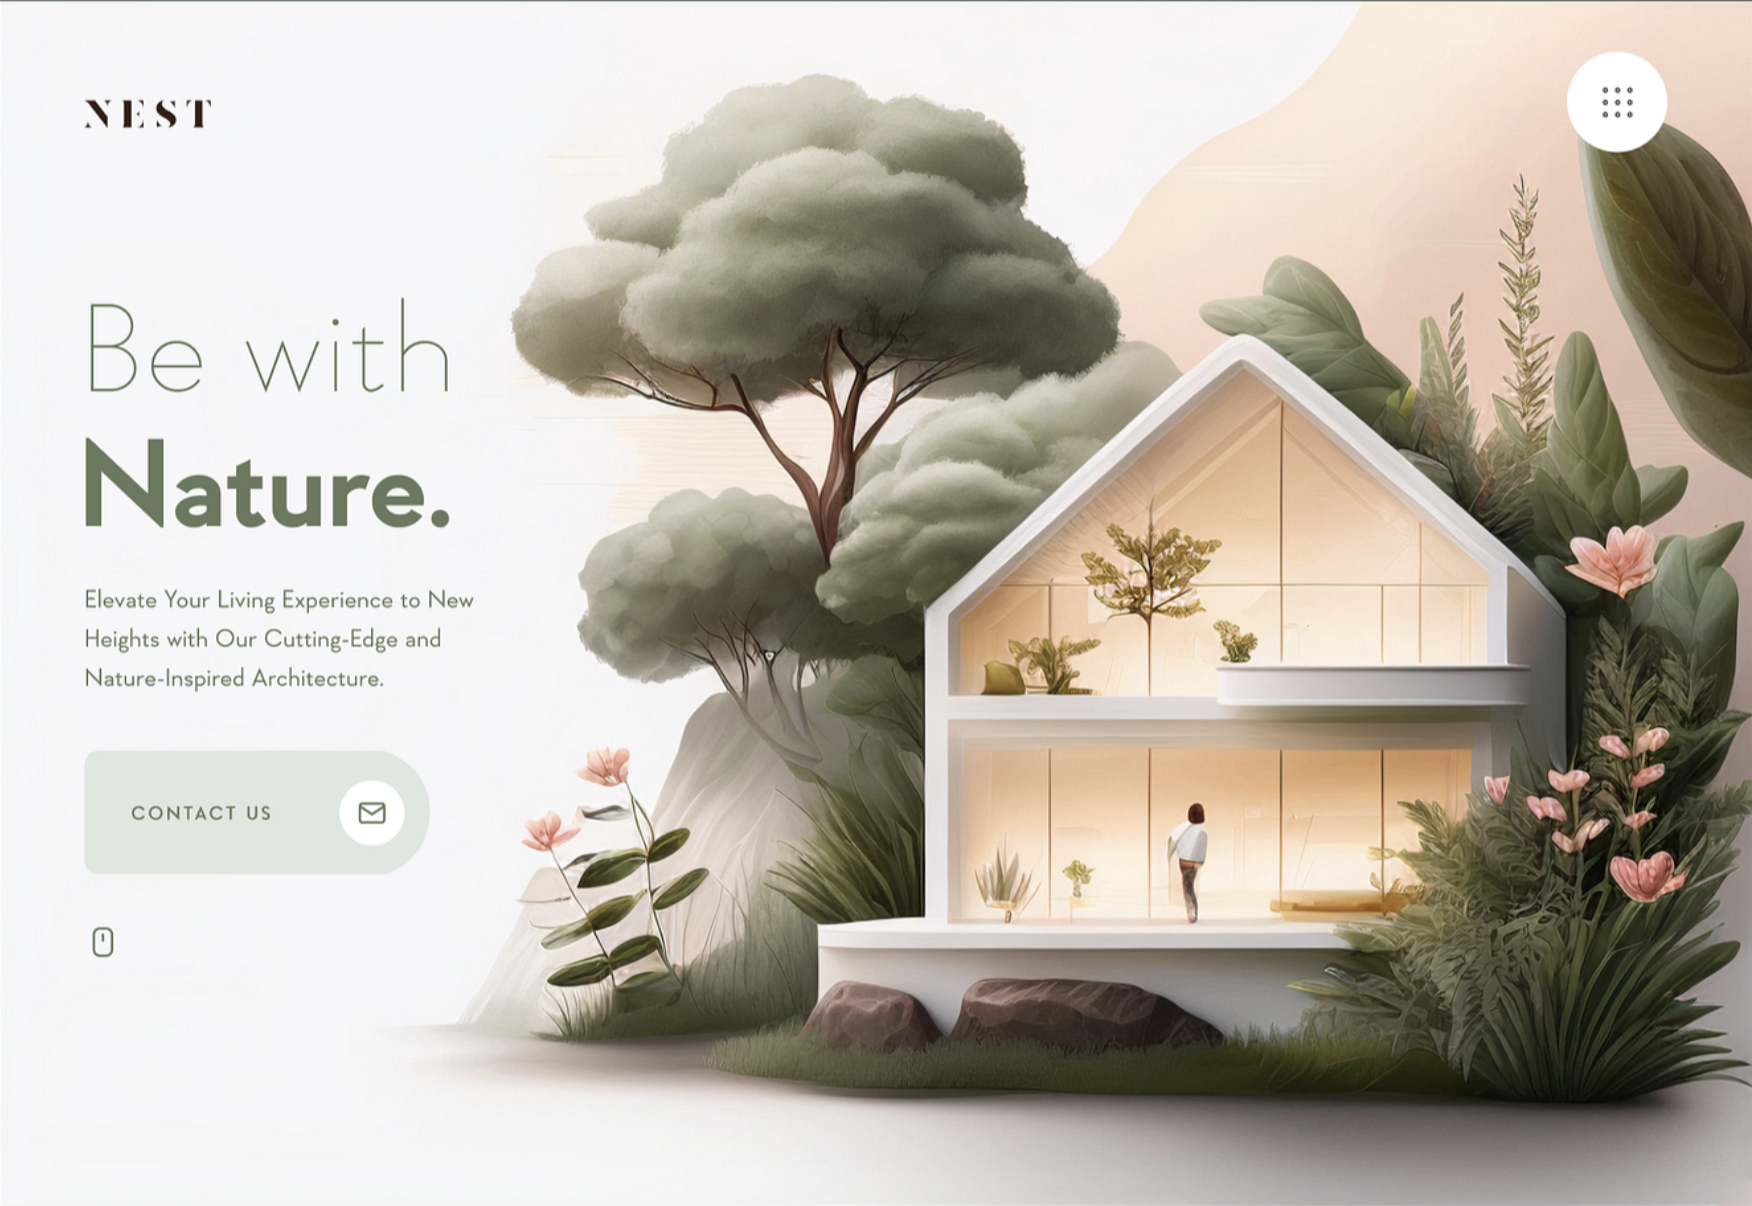 NEST
Be with
Nature.
Elevate Your Living Experience to New
Heights with Our Cutting-Edge and
Nature-Inspired Architecture.
CONTACT US